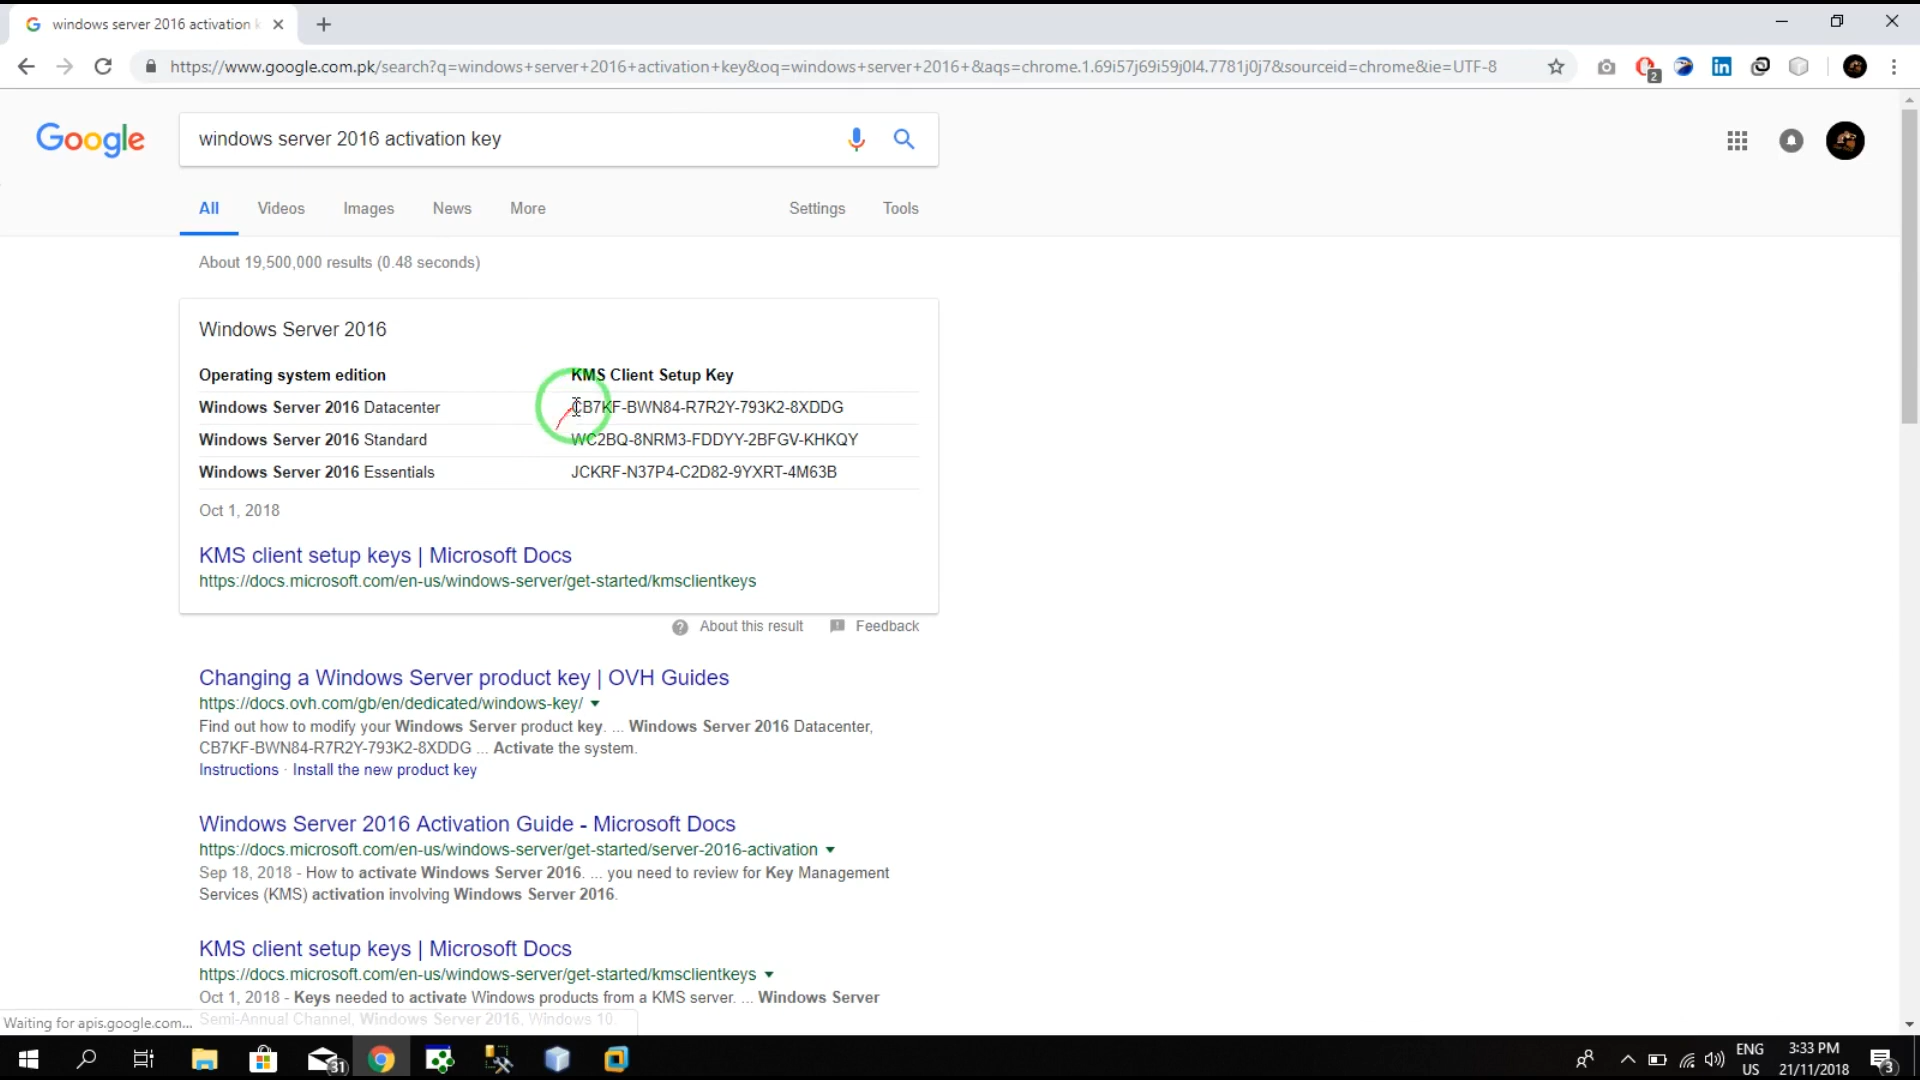 windows server 2016 activation k
https://www.google.com.pk/search?q=windows+server+2016+activation+key&oq=windows+server+2016+&aqs=chrome.1.69i57j69i59j0l4.7781j0j7&sourceid=chrome&ie=UTF-8
2
Google
windows server 2016 activation key
All Videos Images News More Settings Tools
About 19,500,000 results (0.48 seconds)
Windows Server 2016
Operating system edition KMS Client Setup Key
Windows Server 2016 Datacenter CB7KF-BWN84-R7R2Y-793K2-8XDDG
Windows Server 2016 Standard WC2BQ-8NRM3-FDDYY-2BFGV-KHKQY
Windows Server 2016 Essentials JCKRF-N37P4-C2D82-9YXRT-4M63B
Oct 1, 2018
KMS client setup keys | Microsoft Docs
https://docs.microsoft.com/en-us/windows-server/get-started/kmsclientkeys
About this result Feedback
Changing a Windows Server product key | OVH Guides
https://docs.ovh.com/gb/en/dedicated/windows-key/
Find out how to modify your Windows Server product key. ... Windows Server 2016 Datacenter,
CB7KF-BWN84-R7R2Y-793K2-8XDDG ... Activate the system.
Instructions · Install the new product key
Windows Server 2016 Activation Guide - Microsoft Docs
https://docs.microsoft.com/en-us/windows-server/get-started/server-2016-activation
Sep 18, 2018 - How to activate Windows Server 2016. ... you need to review for Key Management
Services (KMS) activation involving Windows Server 2016.
KMS client setup keys | Microsoft Docs
https://docs.microsoft.com/en-us/windows-server/get-started/kmsclientkeys
Oct 1, 2018 - Keys needed to activate Windows products from a KMS server. ... Windows Server
Semi-Annual Channel, Windows Server 2016, Windows 10.
Waiting for apis.google.com...
31
ENG
US
3:33 PM
21/11/2018
3